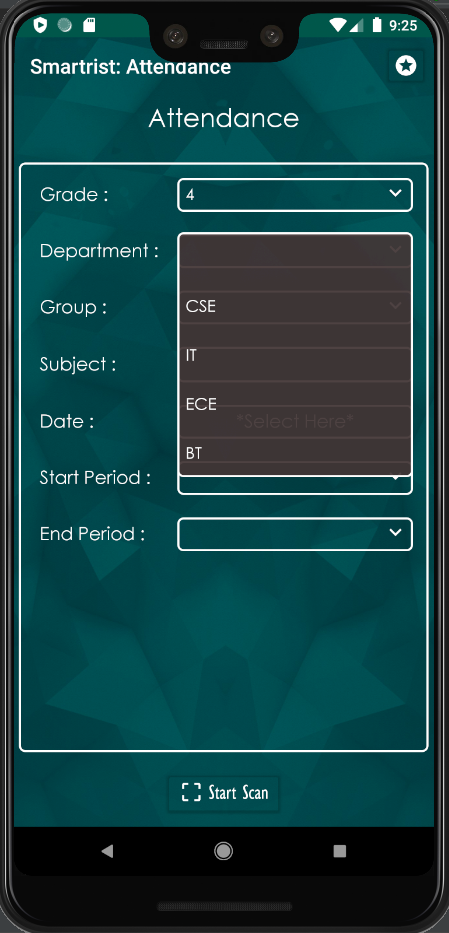 9:25
Smartrist: Attendance
Attendance
Grade : 4
Department :
Group : CSE
Subject : IT
ECE
Date : *Select Here*
BT
Start Period :
End Period :
Start Scan